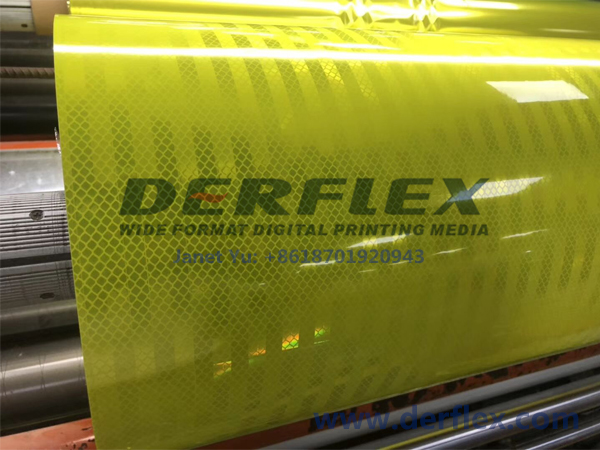 DERFLEX
WIDE FORMAT DIGITAL PRINTING MEDIA
Janet Yu: +8618701920943
www.derflex.com